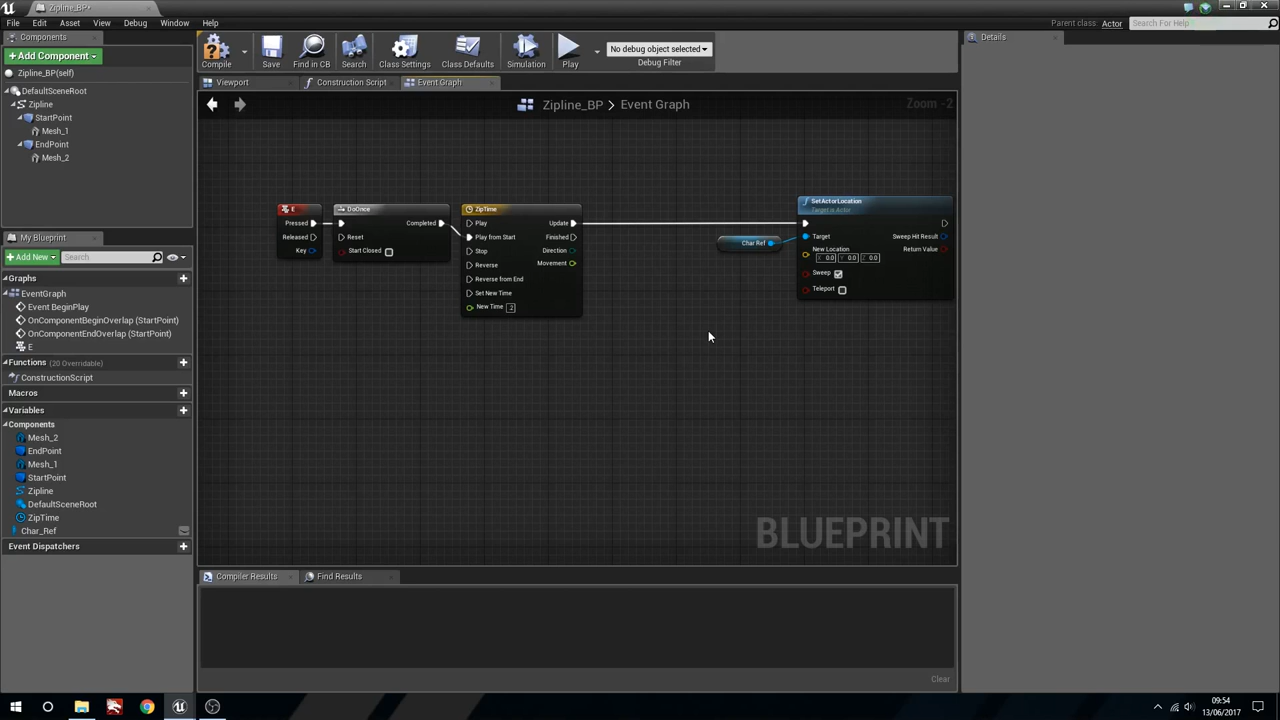 Zipline_BP*
File Edit Asset View Debug Window Help
Parent class: Actor
Search For Help
Components
Add Component
Zipline_BP(self)
DefaultSceneRoot
Zipline
StartPoint
Mesh_1
EndPoint
Mesh_2
My Blueprint
Add New
Search
Graphs
EventGraph
Event BeginPlay
OnComponentBeginOverlap (StartPoint)
OnComponentEndOverlap (StartPoint)
E
Functions (20 Overridable)
ConstructionScript
Macros
Variables
Components
Mesh_2
EndPoint
Mesh_1
StartPoint
Zipline
DefaultSceneRoot
ZipTime
Char_Ref
Event Dispatchers
Compile
Save
Find in CB
Search
Class Settings
Class Defaults
Simulation
Play
No debug object selected
Debug Filter
Viewport
Construction Script
Event Graph
Zipline_BP > Event Graph
Zoom -2
E
Pressed
Released
Key
DoOnce
Completed
Reset
Start Closed
ZipTime
Play
Update
Play from Start
Finished
Stop
Direction
Reverse
Movement
Reverse from End
Set New Time
New Time 2
Char Ref
SetActorLocation
Target is Actor
Target
Sweep Hit Result
New Location
Return Value
X 0.0 Y 0.0 Z 0.0
Sweep
Teleport
BLUEPRINT
Compiler Results
Find Results
Clear
Details
09:54
13/06/2017